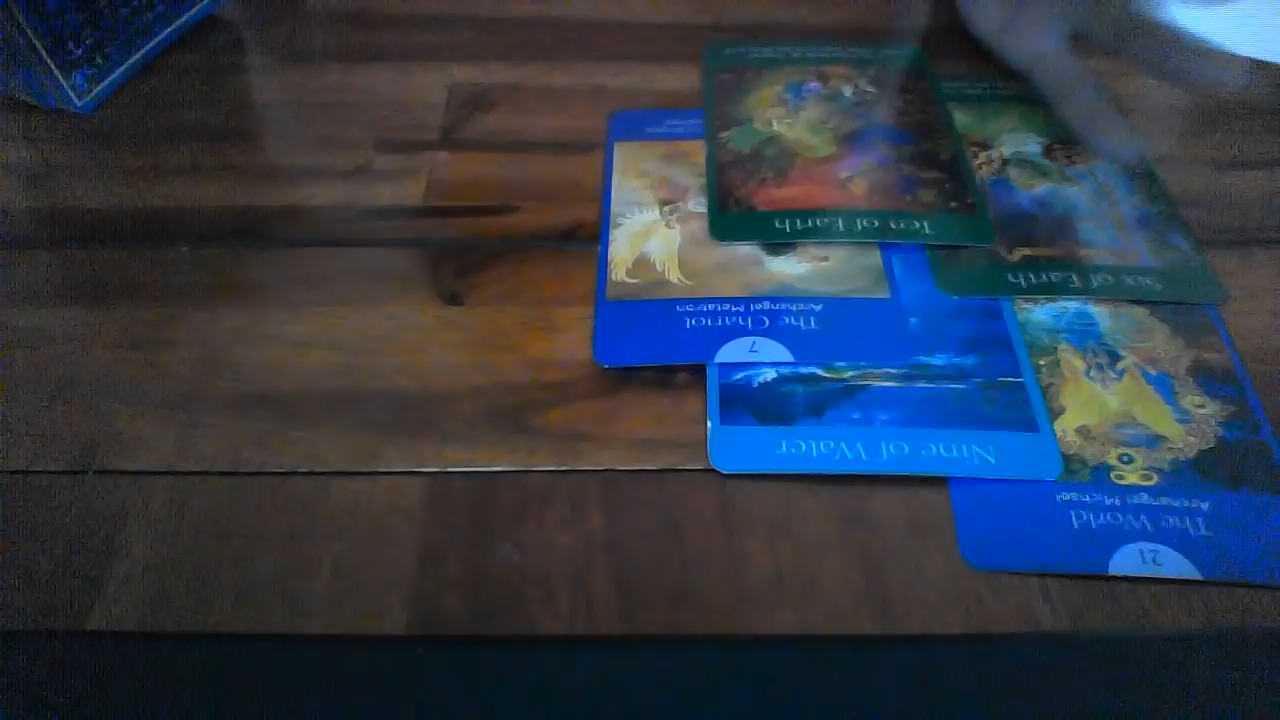 Ten of Earth
Six of Earth
7
The Chariot
Archangel Metatron
Nine of Water
21
The World
Archangel Michael